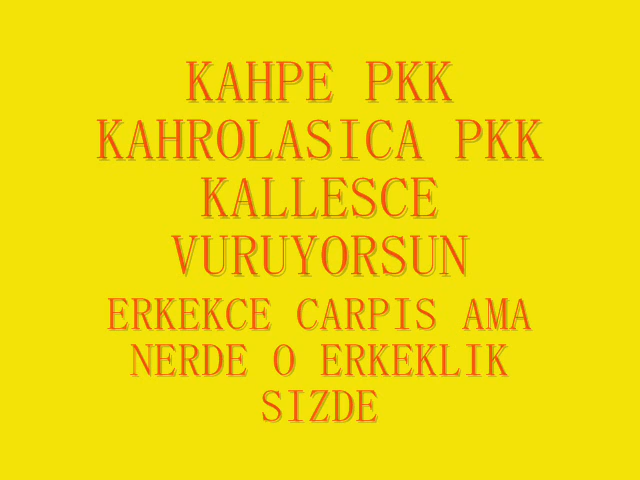 KAHPE PKK
KAHROLASICA PKK
KALLESCE
VURUYORSUN
ERKEKCE CARPIS AMA
NERDE O ERKEKLIK
SIZDE